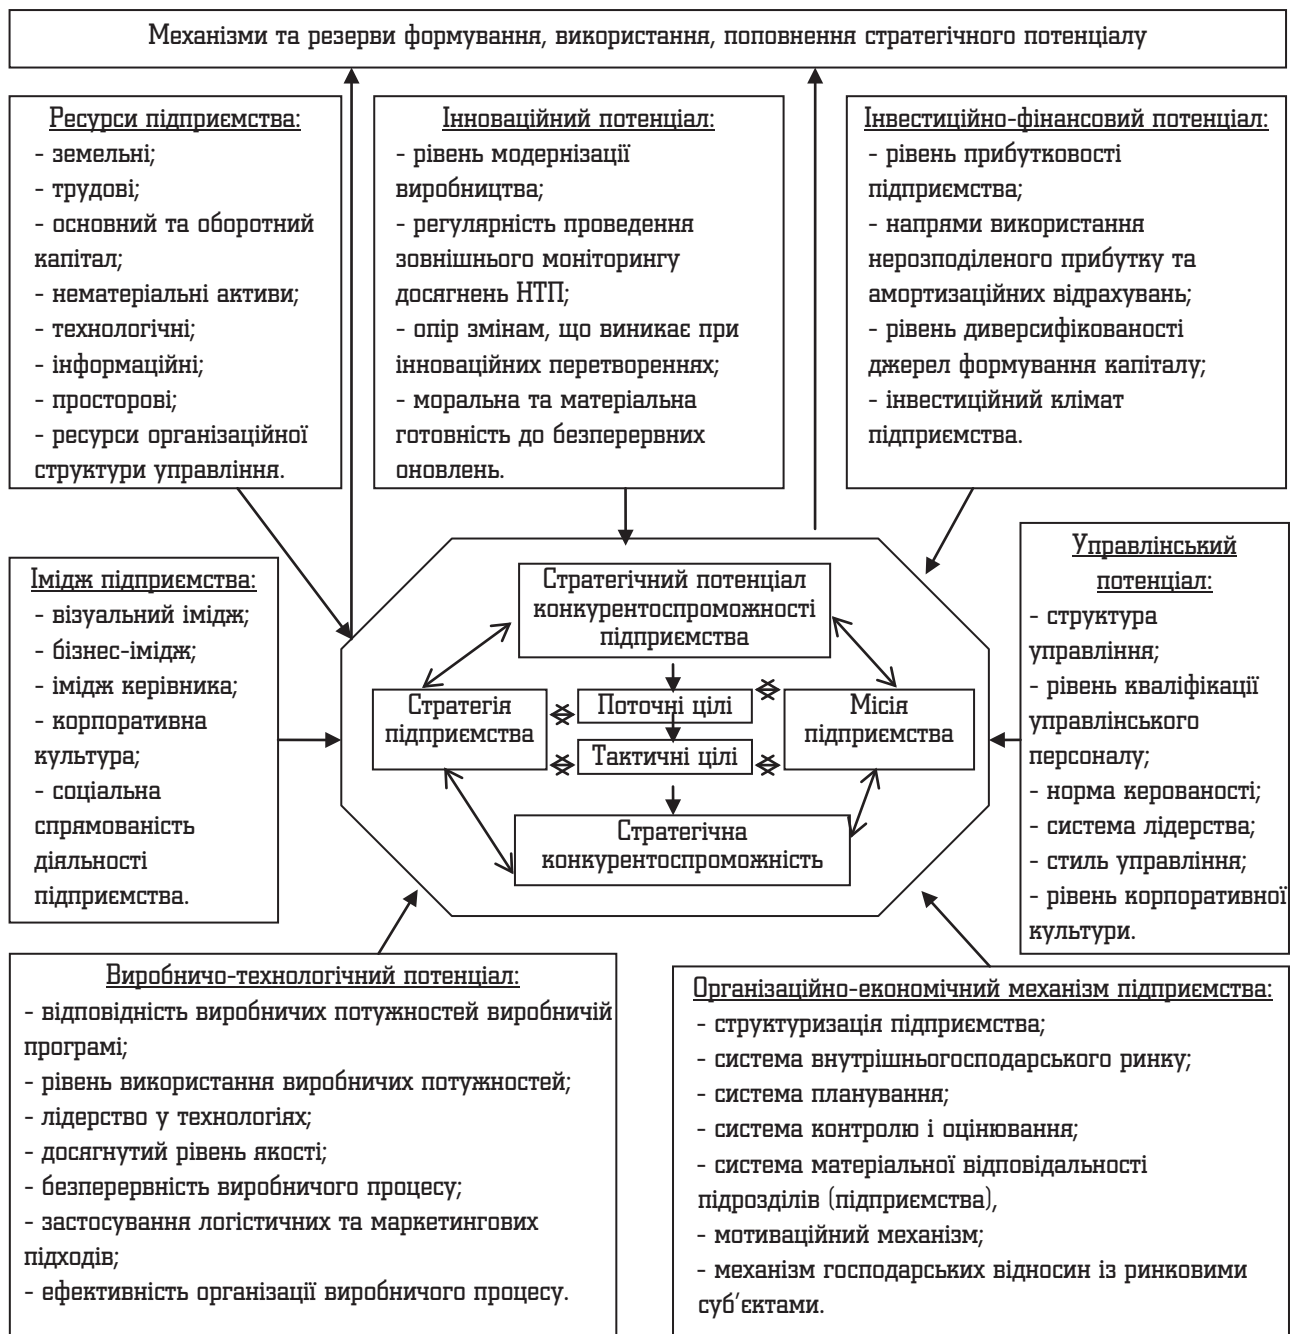 Механізми та резерви формування, використання, поповнення стратегічного потенціалу
Ресурси підприємства:
- земельні;
- трудові;
- основний та оборотний
капітал;
- нематеріальні активи;
- технологічні;
- інформаційні;
- просторові;
- ресурси організаційної
структури управління.
Інноваційний потенціал:
- рівень модернізації
виробництва;
- регулярність проведення
зовнішнього моніторингу
досягнень НТП;
- опір змінам, що виникає при
інноваційних перетвореннях;
- моральна та матеріальна
готовність до безперервних
оновлень.
Інвестиційно-фінансовий потенціал:
- рівень прибутковості
підприємства;
- напрями використання
нерозподіленого прибутку та
амортизаційних відрахувань;
- рівень диверсифікованості
джерел формування капіталу;
- інвестиційний клімат
підприємства.
Імідж підприємства:
- візуальний імідж;
- бізнес-імідж;
- імідж керівника;
- корпоративна
культура;
- соціальна
спрямованість
діяльності
підприємства.
Стратегічний потенціал
конкурентоспроможності
підприємства
Стратегія
підприємства
Поточні цілі
Тактичні цілі
Місія
підприємства
Стратегічна
конкурентоспроможність
Управлінський
потенціал:
- структура
управління;
- рівень кваліфікації
управлінського
персоналу;
- норма керованості;
- система лідерства;
- стиль управління;
- рівень корпоративної
культури.
Виробничо-технологічний потенціал:
- відповідність виробничих потужностей виробничій
програмі;
- рівень використання виробничих потужностей;
- лідерство у технологіях;
- досягнутий рівень якості;
- безперервність виробничого процесу;
- застосування логістичних та маркетингових
підходів;
- ефективність організації виробничого процесу.
Організаційно-економічний механізм підприємства:
- структуризація підприємства;
- система внутрішньогосподарського ринку;
- система планування;
- система контролю і оцінювання;
- система матеріальної відповідальності
підрозділів (підприємства),
- мотиваційний механізм;
- механізм господарських відносин із ринковими
суб'єктами.